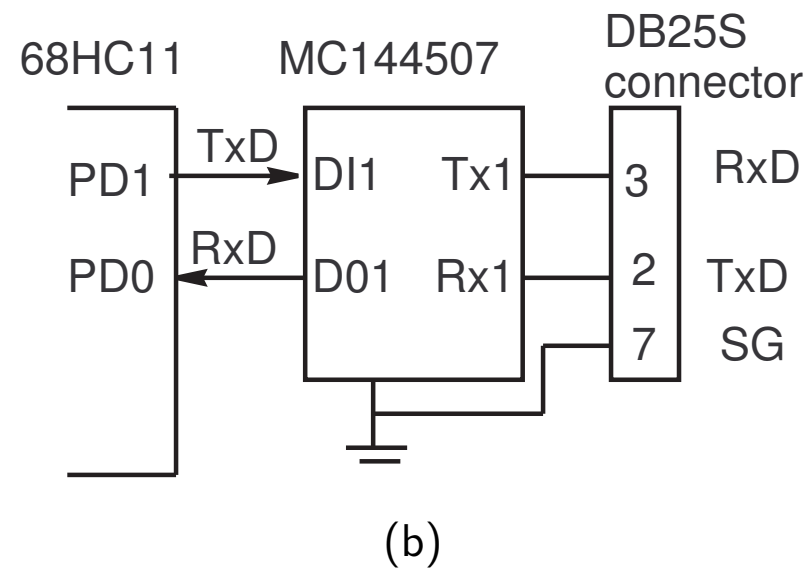 68HC11
MC144507
DB25S
connector
TxD
PD1
DI1
Tx1
3
RxD
RxD
PD0
D01
Rx1
2
TxD
7
SG
(b)